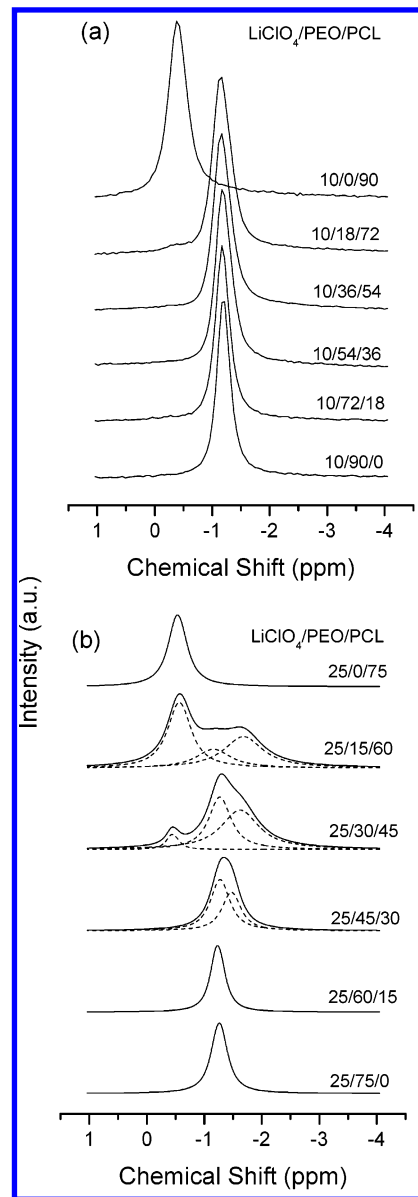 (a)
LiClO₄/PEO/PCL
10/0/90
10/18/72
10/36/54
10/54/36
10/72/18
10/90/0
1 0 -1 -2 -3 -4
Chemical Shift (ppm)
Intensity (a.u.)
(b)
LiClO₄/PEO/PCL
25/0/75
25/15/60
25/30/45
25/45/30
25/60/15
25/75/0
1 0 -1 -2 -3 -4
Chemical Shift (ppm)